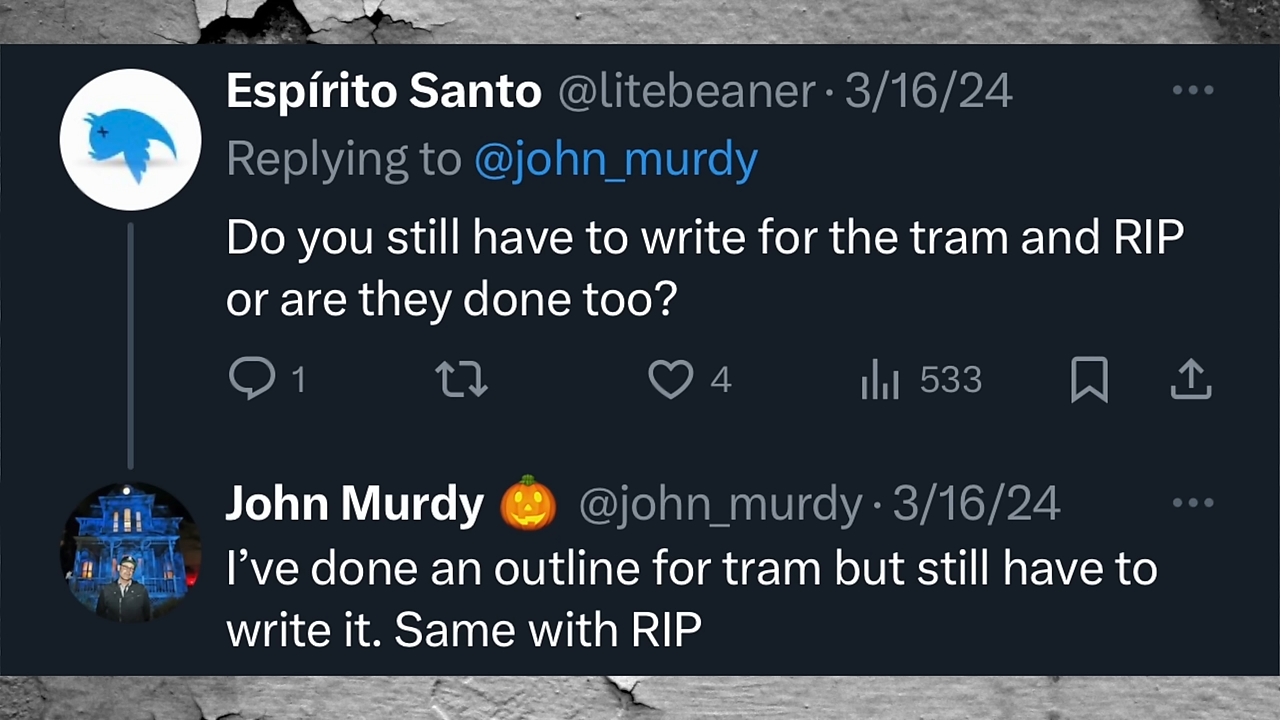 Espírito Santo @litebeaner · 3/16/24
Replying to @john_murdy
Do you still have to write for the tram and RIP
or are they done too?
1 4 533
John Murdy 🎃 @john_murdy · 3/16/24
I’ve done an outline for tram but still have to
write it. Same with RIP